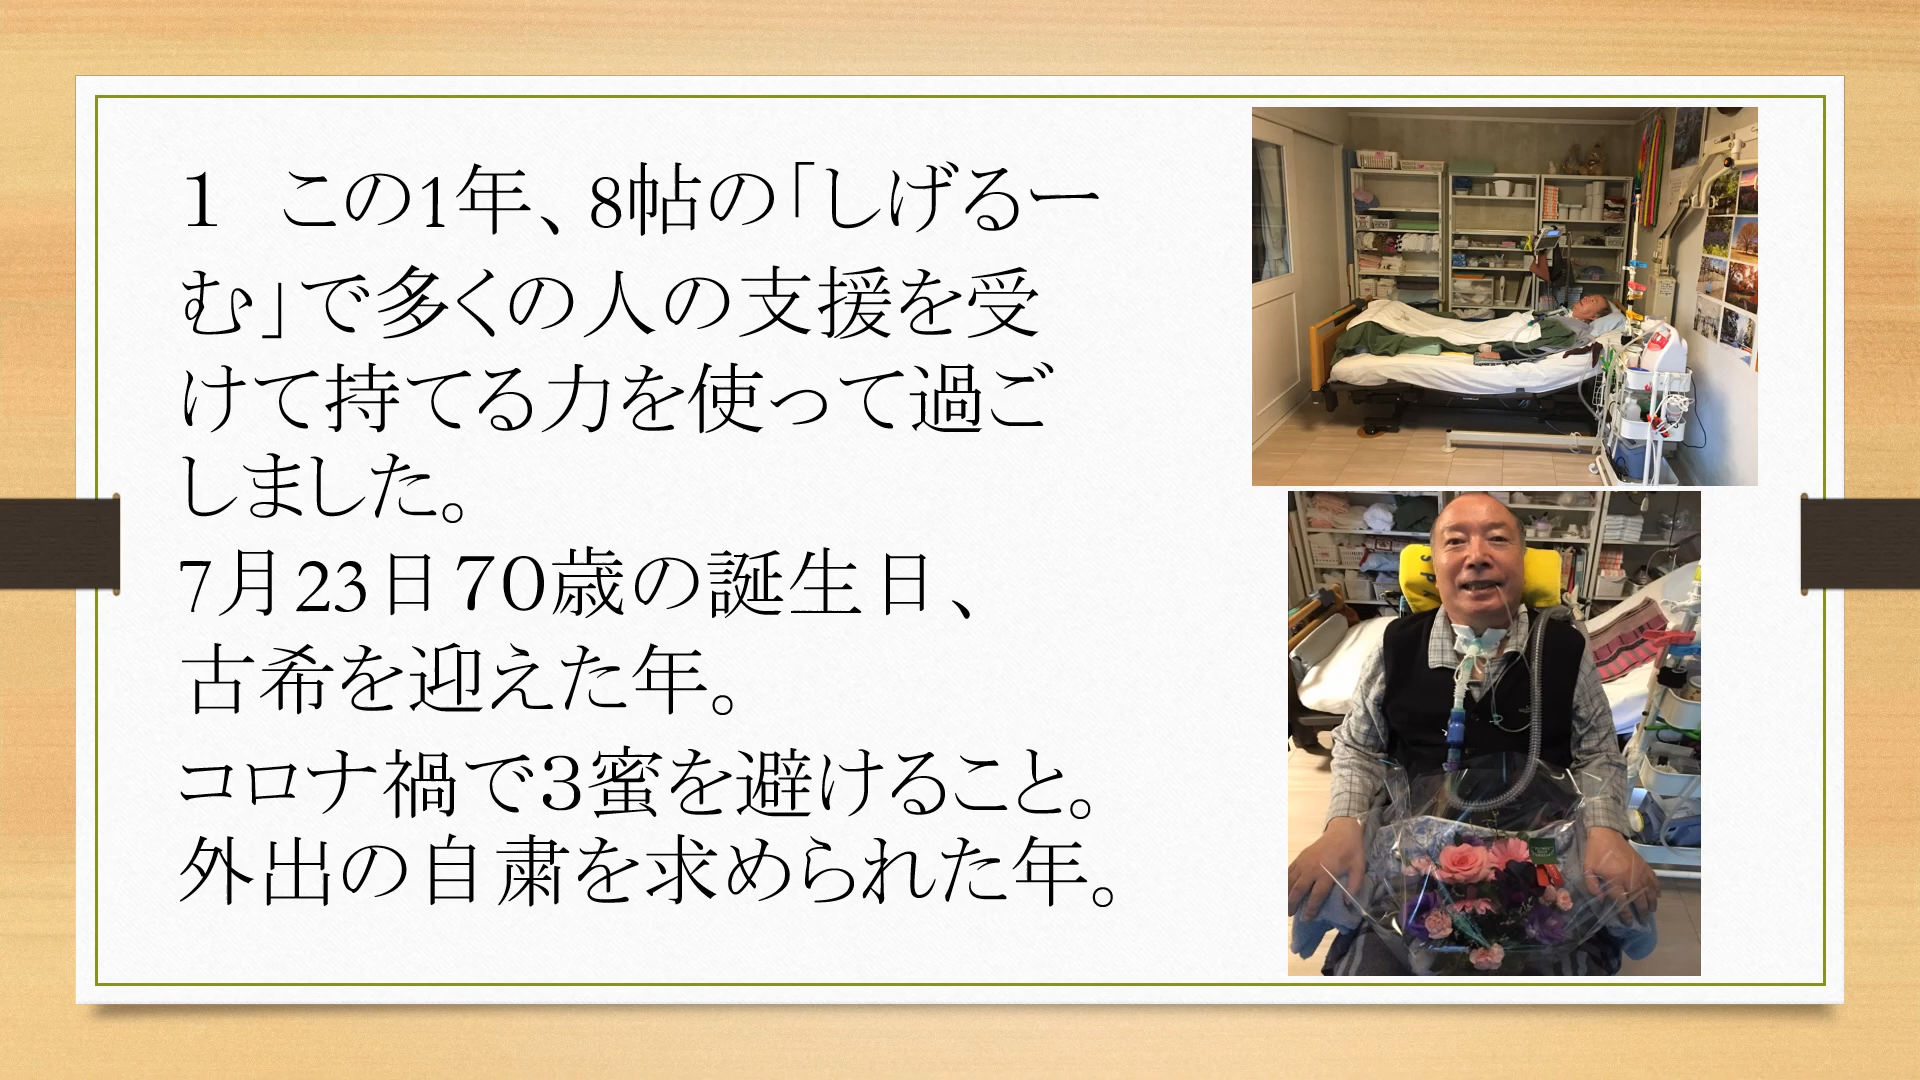 １　この1年、8帖の「しげるー
む」で多くの人の支援を受
けて持てる力を使って過ご
しました。
7月23日７０歳の誕生日、
古希を迎えた年。
コロナ禍で３蜜を避けること。
外出の自粛を求められた年。